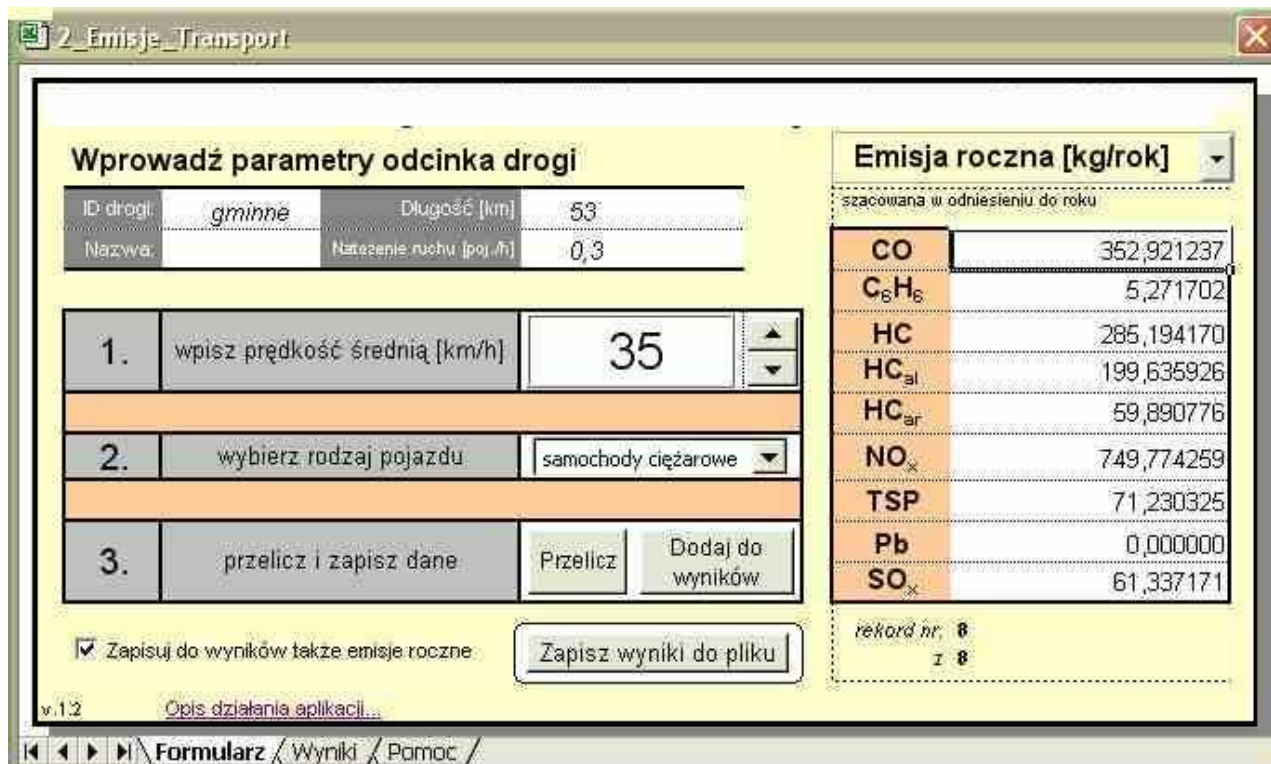 2_Emisje_Transport
Wprowadź parametry odcinka drogi
ID drogi: gminne Długość [km] 53
Nazwa: Natężenie ruchu [poj./h] 0,3
1. wpisz prędkość średnią [km/h] 35
2. wybierz rodzaj pojazdu samochody ciężarowe
3. przelicz i zapisz dane Przelicz Dodaj do wyników
Zapisuj do wyników także emisje roczne Zapisz wyniki do pliku
v.1.2 Opis działania aplikacji...
Emisja roczna [kg/rok]
szacowana w odniesieniu do roku
CO 352,921237
C₆H₆ 5,271702
HC 285,194170
HCal 199,635926
HCar 59,890776
NOx 749,774259
TSP 71,230325
Pb 0,000000
SOx 61,337171
rekord nr: 8
z 8
Formularz / Wyniki / Pomoc /